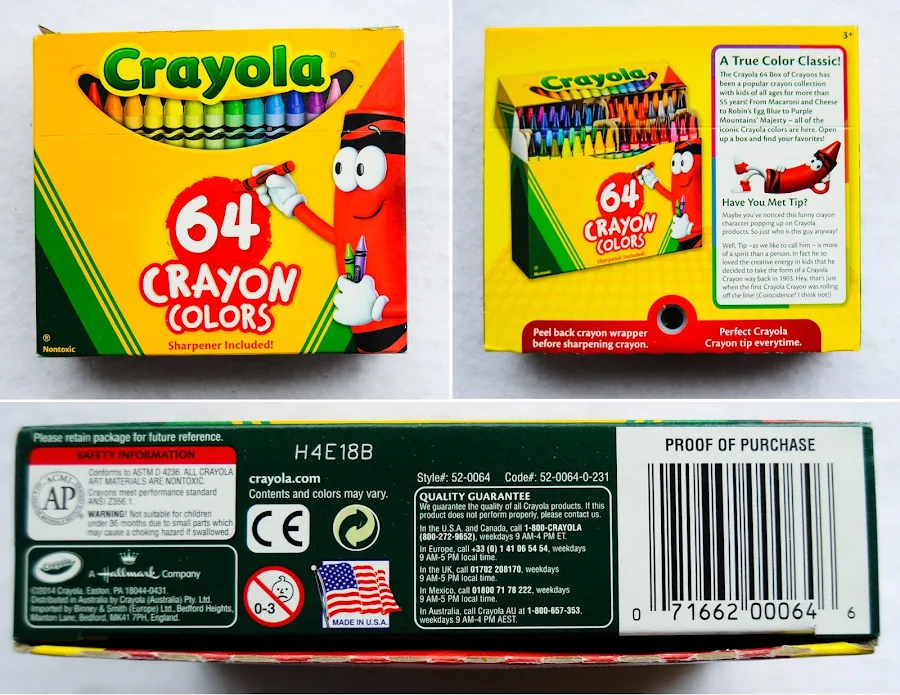 Crayola®
64
CRAYON
COLORS
Sharpener Included!
®
Nontoxic
3+
Crayola
64
CRAYON
COLORS
Sharpener Included!
A True Color Classic!
The Crayola 64 Box of Crayons has
been a popular crayon collection
with kids of all ages for more than
55 years! From Macaroni and Cheese
to Robin's Egg Blue to Purple
Mountains' Majesty – all of the
iconic Crayola colors are here. Open
up a box and find your favorites!
Have You Met Tip?
Maybe you've noticed this funny crayon
character popping up on Crayola
products. So just who is this guy anyway?
Well, Tip –as we like to call him – is more
of a spirit than a person. In fact he so
loved the creative energy in kids that he
decided to take the form of a Crayola
Crayon way back in 1903. Hey, that's just
when the first Crayola Crayon was rolling
off the line! (Coincidence? I think not!)
Peel back crayon wrapper
before sharpening crayon.
Perfect Crayola
Crayon tip everytime.
Please retain package for future reference.
SAFETY INFORMATION
ACMI
AP
Conforms to ASTM D 4236. ALL CRAYOLA
ART MATERIALS ARE NONTOXIC.
Crayons meet performance standard
ANSI Z356.1.
WARNING! Not suitable for children
under 36 months due to small parts which
may cause a choking hazard if swallowed.
Crayola
A Hallmark Company
©2014 Crayola, Easton, PA 18044-0431.
Distributed in Australia by Crayola (Australia) Pty. Ltd.
Imported by Binney & Smith (Europe) Ltd., Bedford Heights,
Manton Lane, Bedford, MK41 7PH, England.
H4E18B
crayola.com
Contents and colors may vary.
CE
0-3
MADE IN U.S.A.
Style#: 52-0064 Code#: 52-0064-0-231
QUALITY GUARANTEE
We guarantee the quality of all Crayola products. If this
product does not perform properly, please contact us.
In the U.S.A. and Canada, call 1-800-CRAYOLA
(800-272-9652), weekdays 9 AM-4 PM ET.
In Europe, call +33 (0) 1 41 06 54 54, weekdays
9 AM-5 PM local time.
In the UK, call 01702 208170, weekdays
9 AM-5 PM local time.
In Mexico, call 01800 71 78 222, weekdays
9 AM-5 PM local time.
In Australia, call Crayola AU at 1-800-657-353,
weekdays 9 AM-4 PM AEST.
PROOF OF PURCHASE
0 71662 00064 6